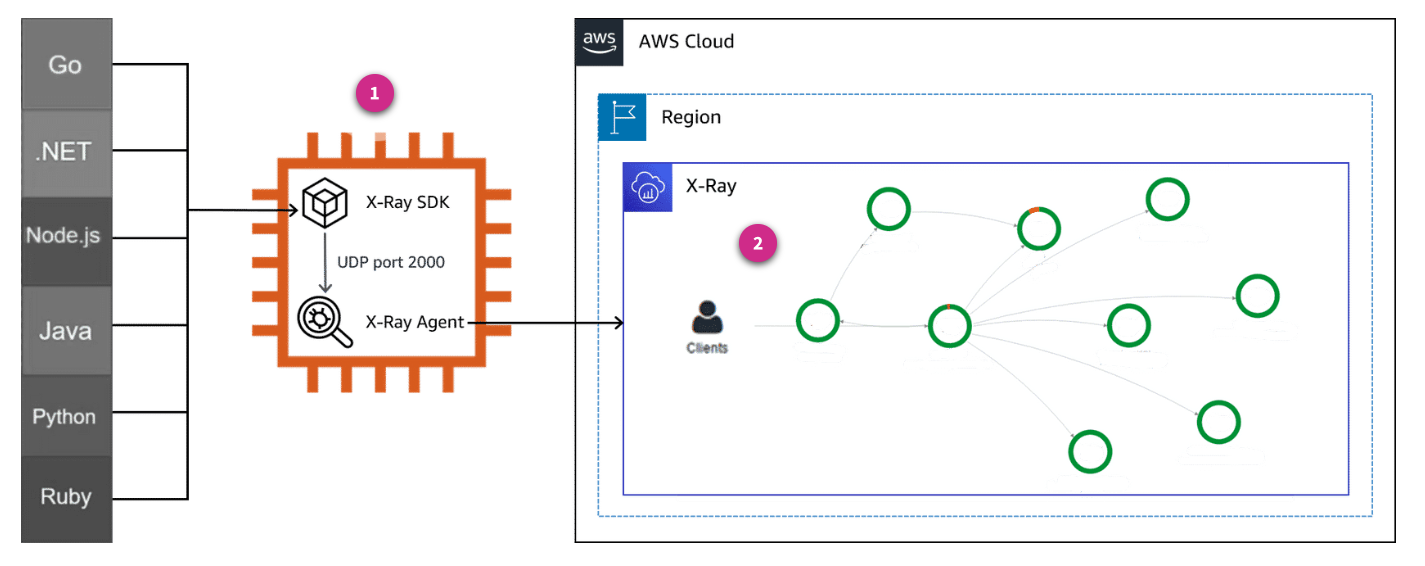 Go
.NET
Node.js
Java
Python
Ruby
1
X-Ray SDK
UDP port 2000
X-Ray Agent
aws
AWS Cloud
Region
X-Ray
2
Clients